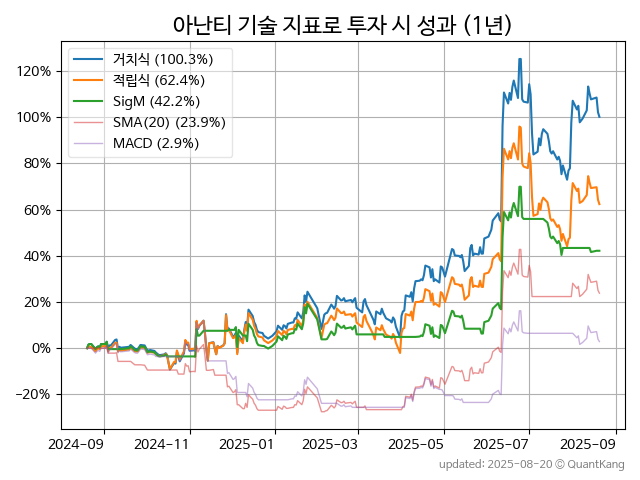 아난티 기술 지표로 투자 시 성과 (1년)
거치식 (100.3%)
적립식 (62.4%)
SigM (42.2%)
SMA(20) (23.9%)
MACD (2.9%)
120%
100%
80%
60%
40%
20%
0%
−20%
2024-09 2024-11 2025-01 2025-03 2025-05 2025-07 2025-09
updated: 2025-08-20 © QuantKang